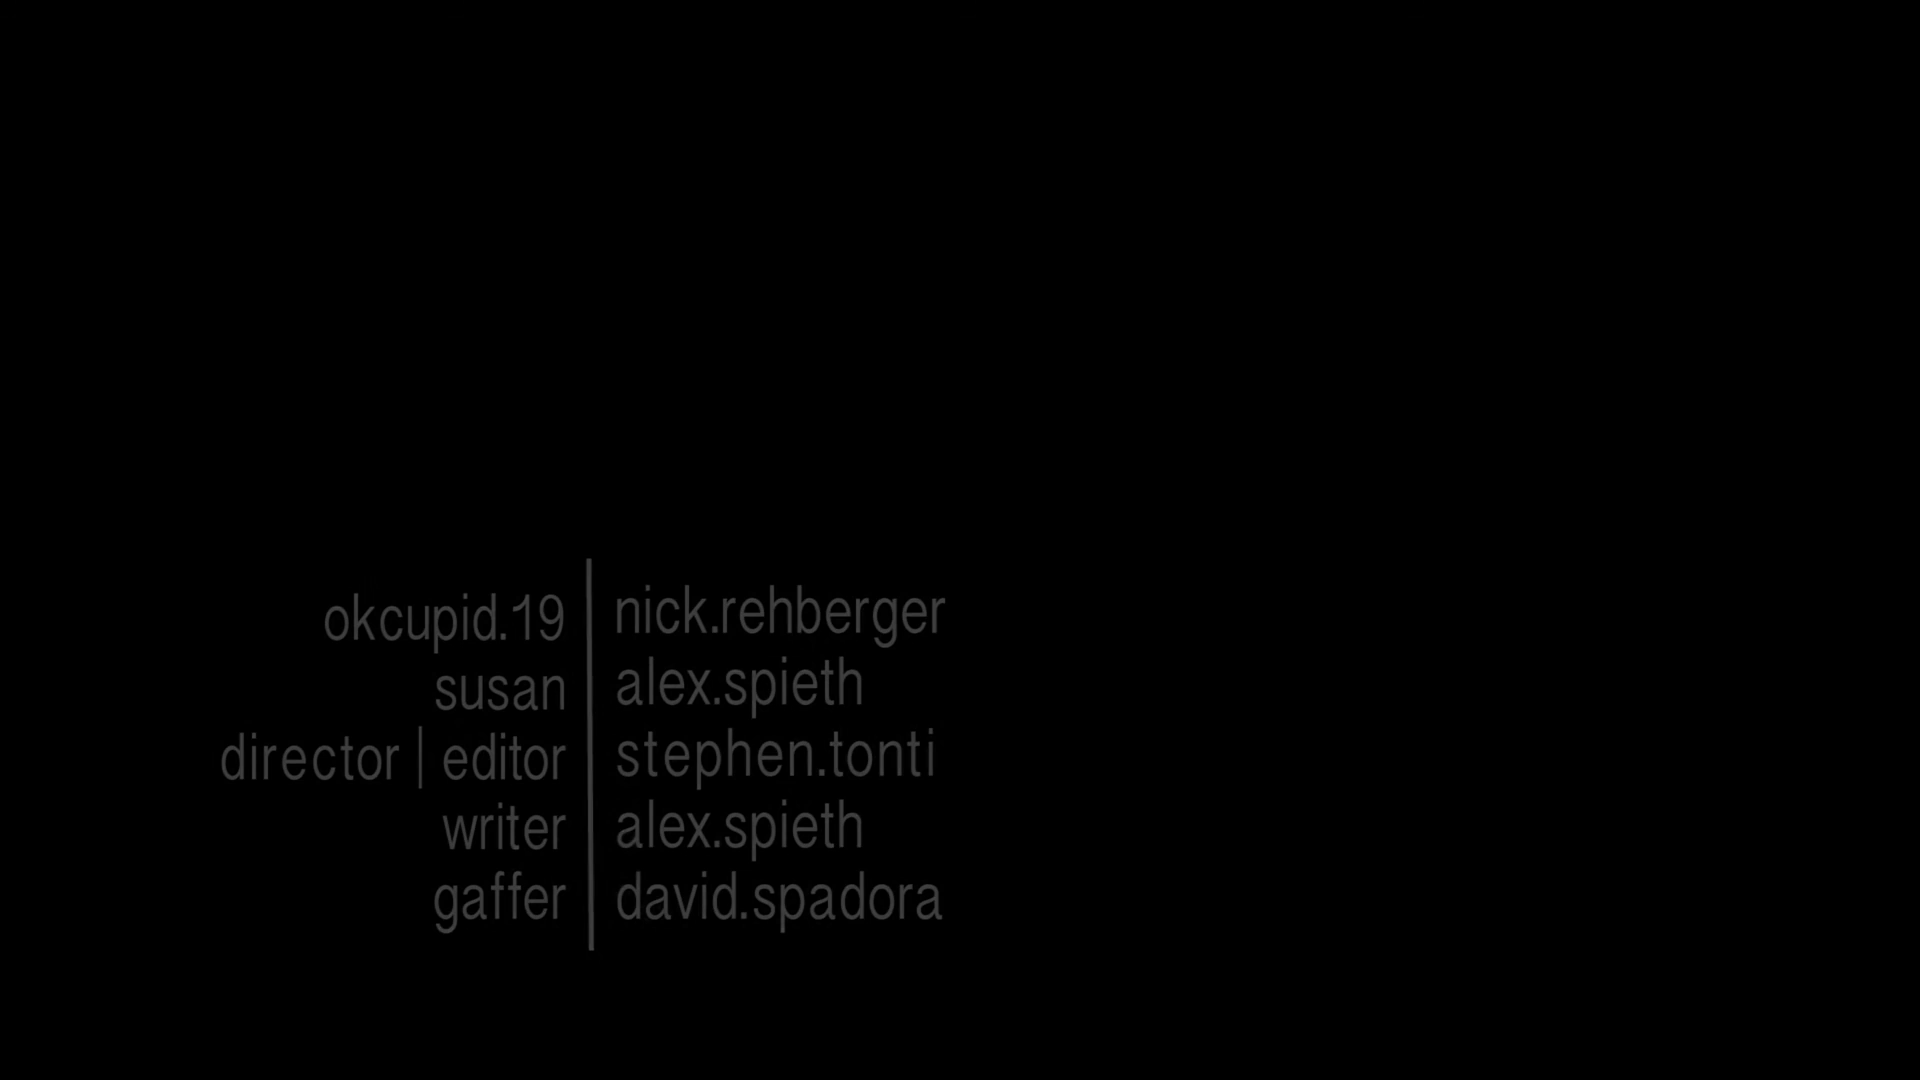 okcupid.19 | nick.rehberger
susan | alex.spieth
director | editor | stephen.tonti
writer | alex.spieth
gaffer | david.spadora